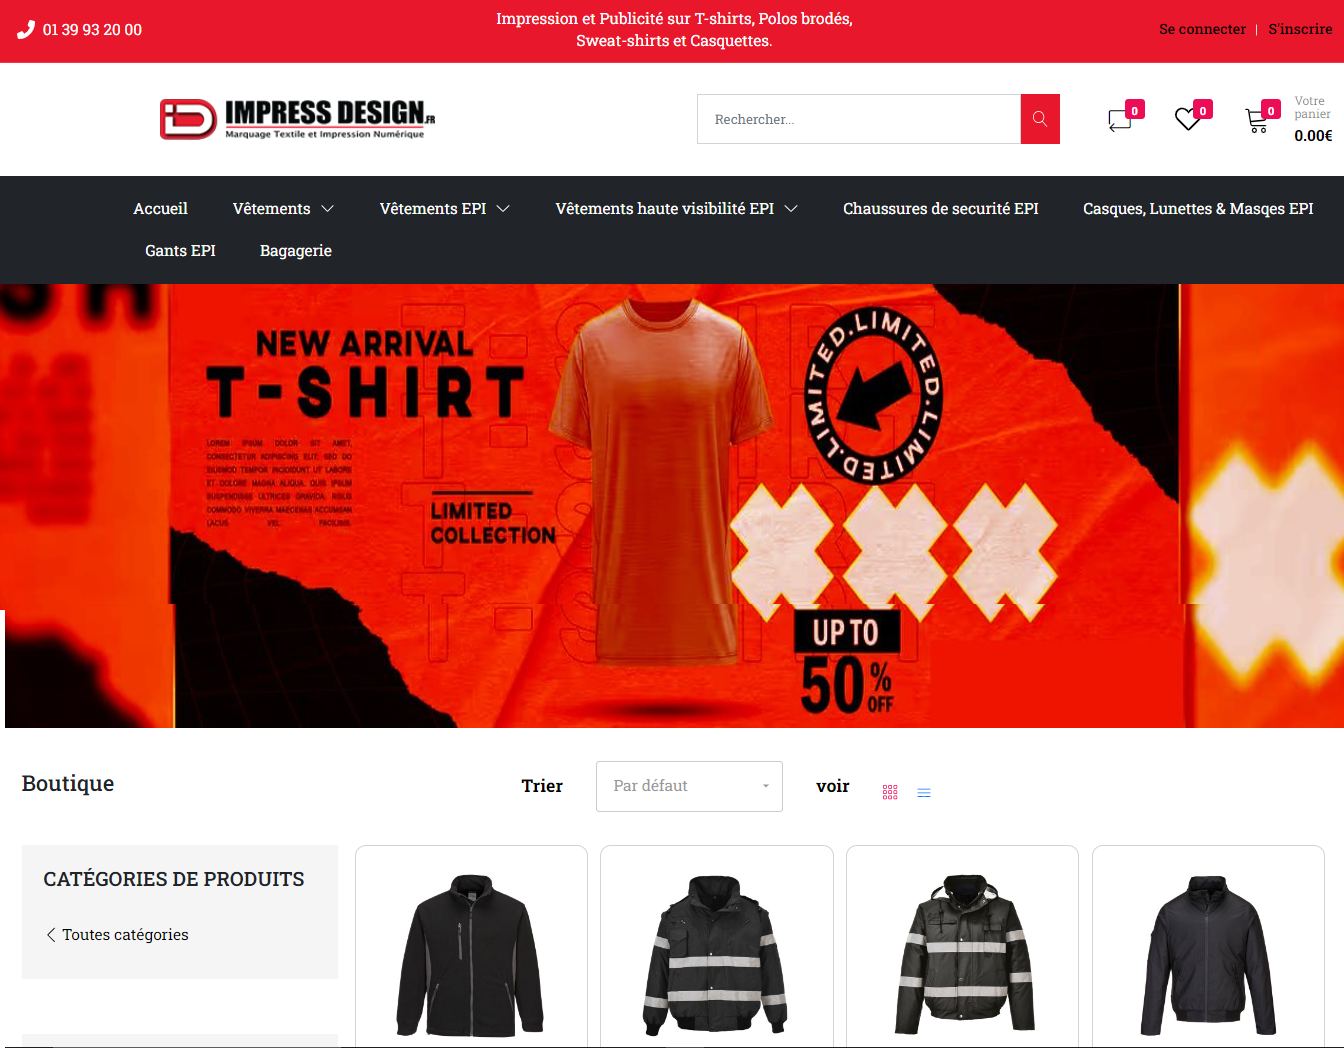 01 39 93 20 00
Impression et Publicité sur T-shirts, Polos brodés,
Sweat-shirts et Casquettes.
Se connecter | S'inscrire
IMPRESS DESIGN.FR
Marquage Textile et Impression Numérique
Rechercher...
0
0
0
Votre
panier
0.00€
Accueil
Vêtements
Vêtements EPI
Vêtements haute visibilité EPI
Chaussures de securité EPI
Casques, Lunettes & Masqes EPI
Gants EPI
Bagagerie
NEW ARRIVAL
T-SHIRT
LOREM IPSUM DOLOR SIT AMET,
CONSECTETUR ADIPISCING ELIT, SED DO
EIUSMOD TEMPOR INCIDIDUNT UT LABORE
ET DOLORE MAGNA ALIQUA. QUIS IPSUM
SUSPENDISSE ULTRICES GRAVIDA. RISUS
COMMODO VIVERRA MAECENAS ACCUMSAN
LACUS VEL FACILISIS.
LIMITED
COLLECTION
LIMITED.LIMITED.LIMITED.LIMITED.
UP TO
50% OFF
Boutique
Trier
Par défaut
voir
CATÉGORIES DE PRODUITS
Toutes catégories